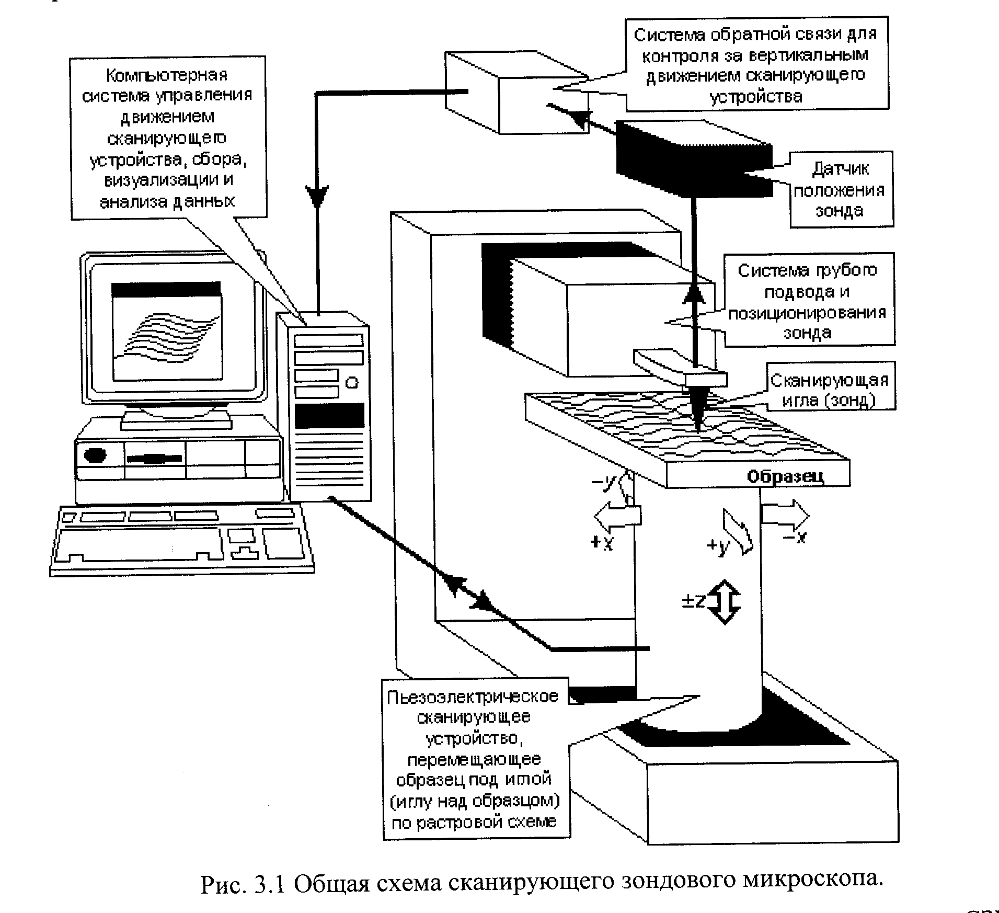 Система обратной связи для
контроля за вертикальным
движением сканирующего
устройства
Компьютерная
система управления
движением
сканирующего
устройства, сбора,
визуализации и
анализа данных
Датчик
положения
зонда
Система грубого
подвода и
позиционирования
зонда
Сканирующая
игла (зонд)
Образец
−y
+x
+y
−x
±z
Пьезоэлектрическое
сканирующее
устройство,
перемещающее
образец под иглой
(иглу над образцом)
по растровой схеме
Рис. 3.1 Общая схема сканирующего зондового микроскопа.